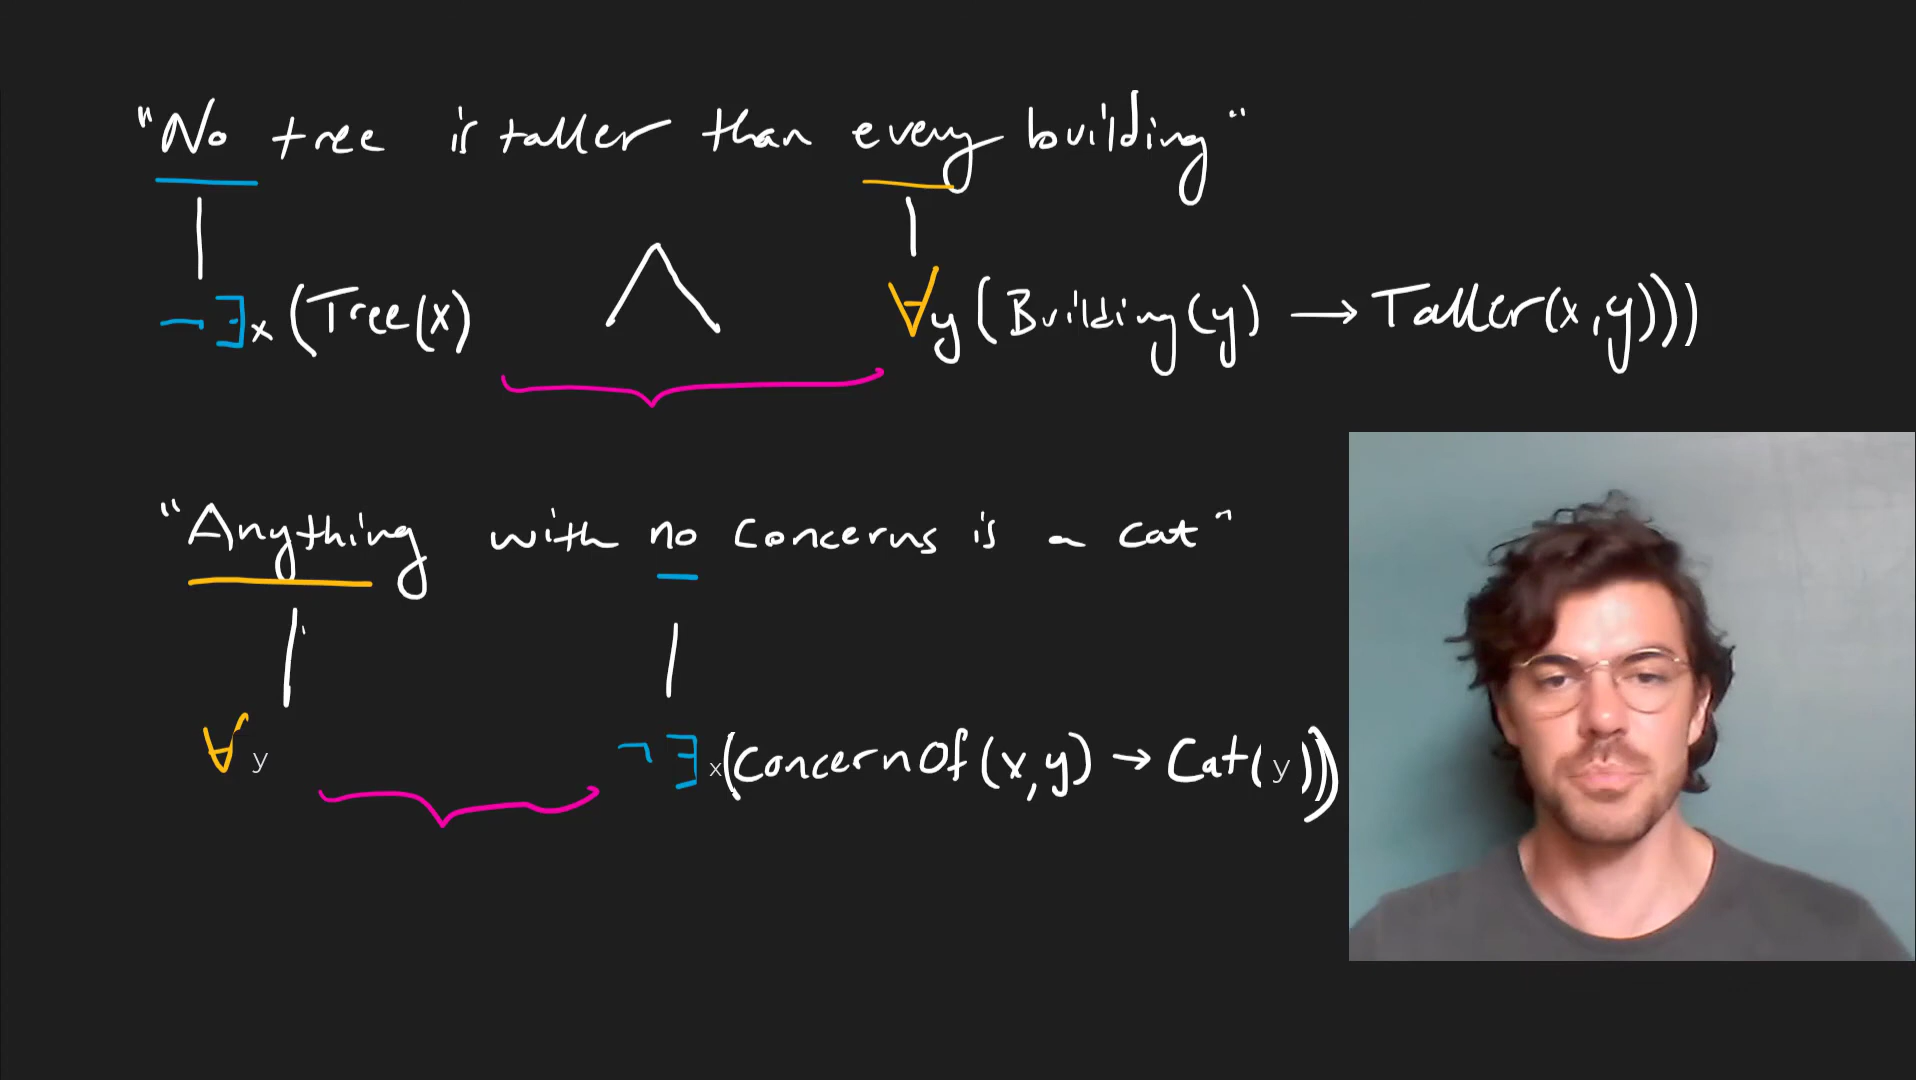 "No tree is taller than every building"
¬∃x(Tree(x) ∧ ∀y(Building(y) → Taller(x,y)))
"Anything with no concerns is a cat"
∀y ¬∃x(ConcernOf(x,y) → Cat(y)))